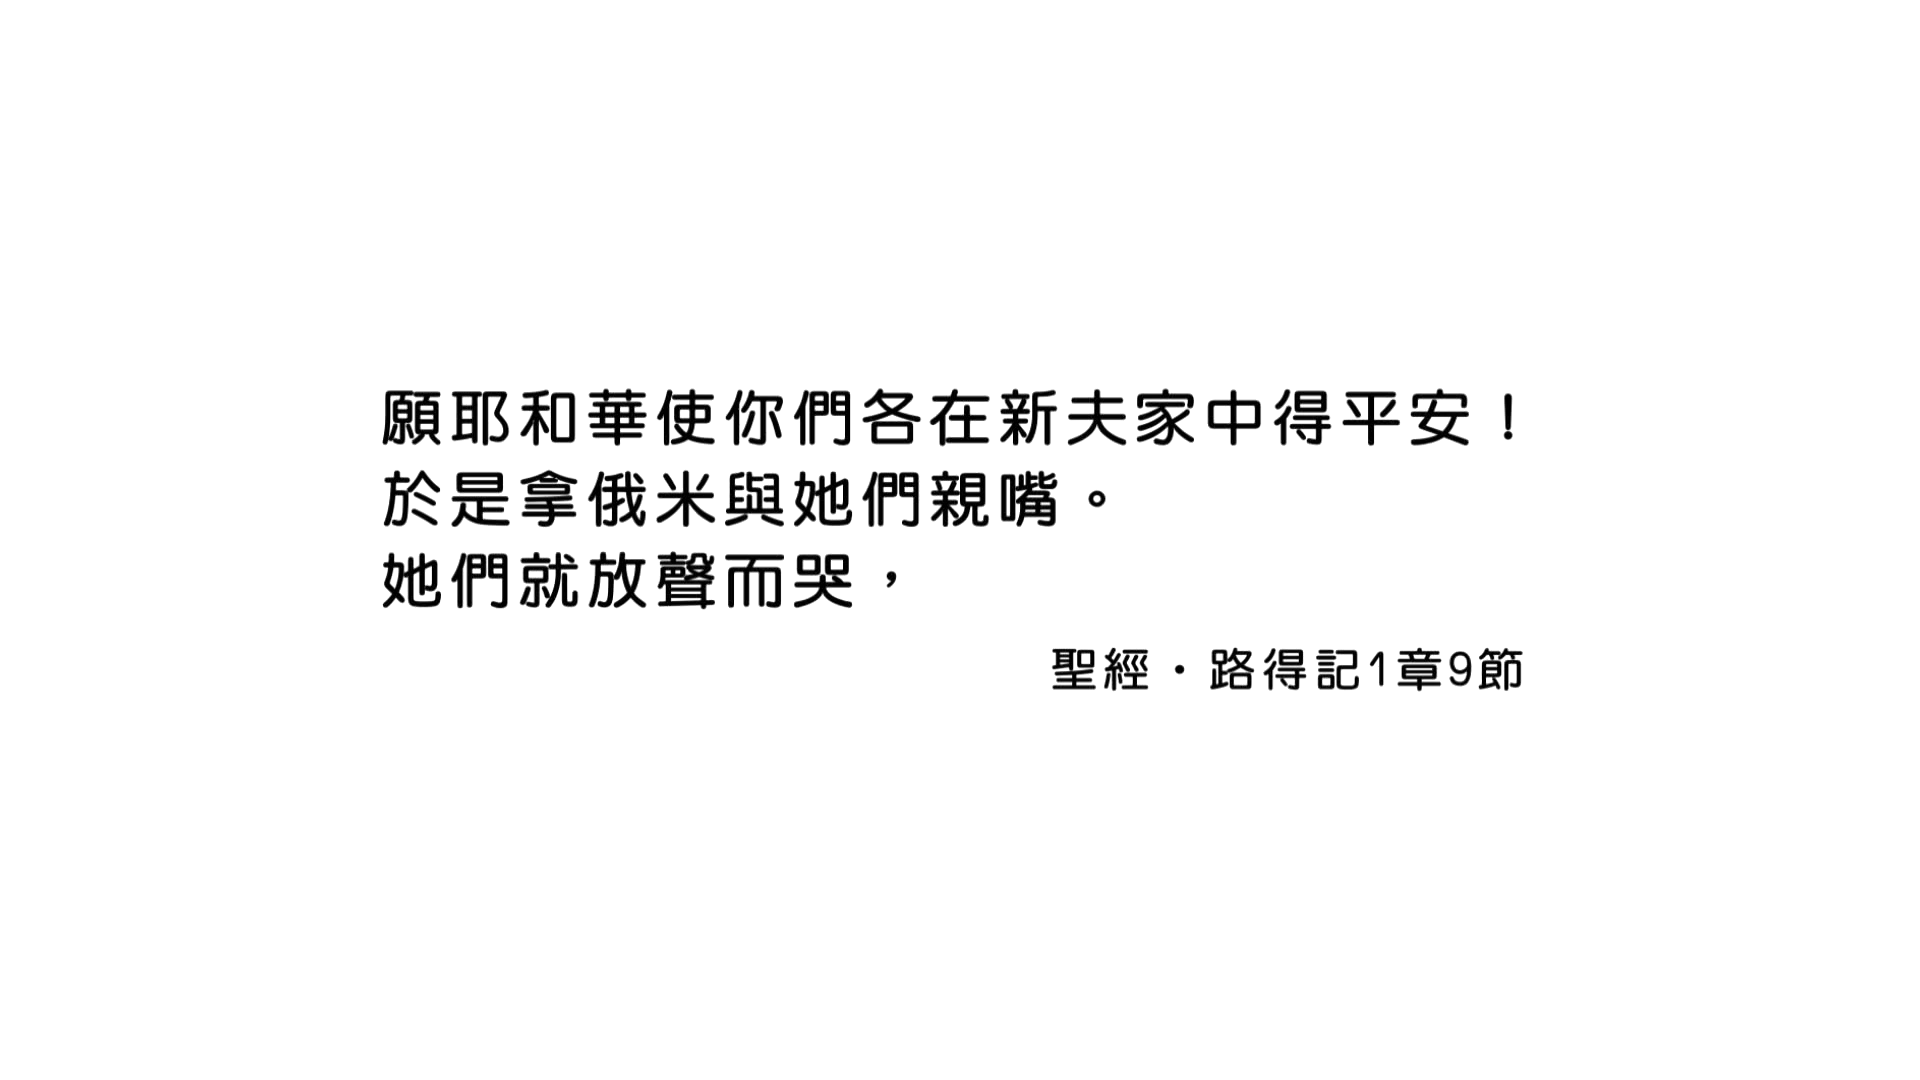 願耶和華使你們各在新夫家中得平安！
於是拿俄米與她們親嘴。
她們就放聲而哭，
聖經・路得記1章9節